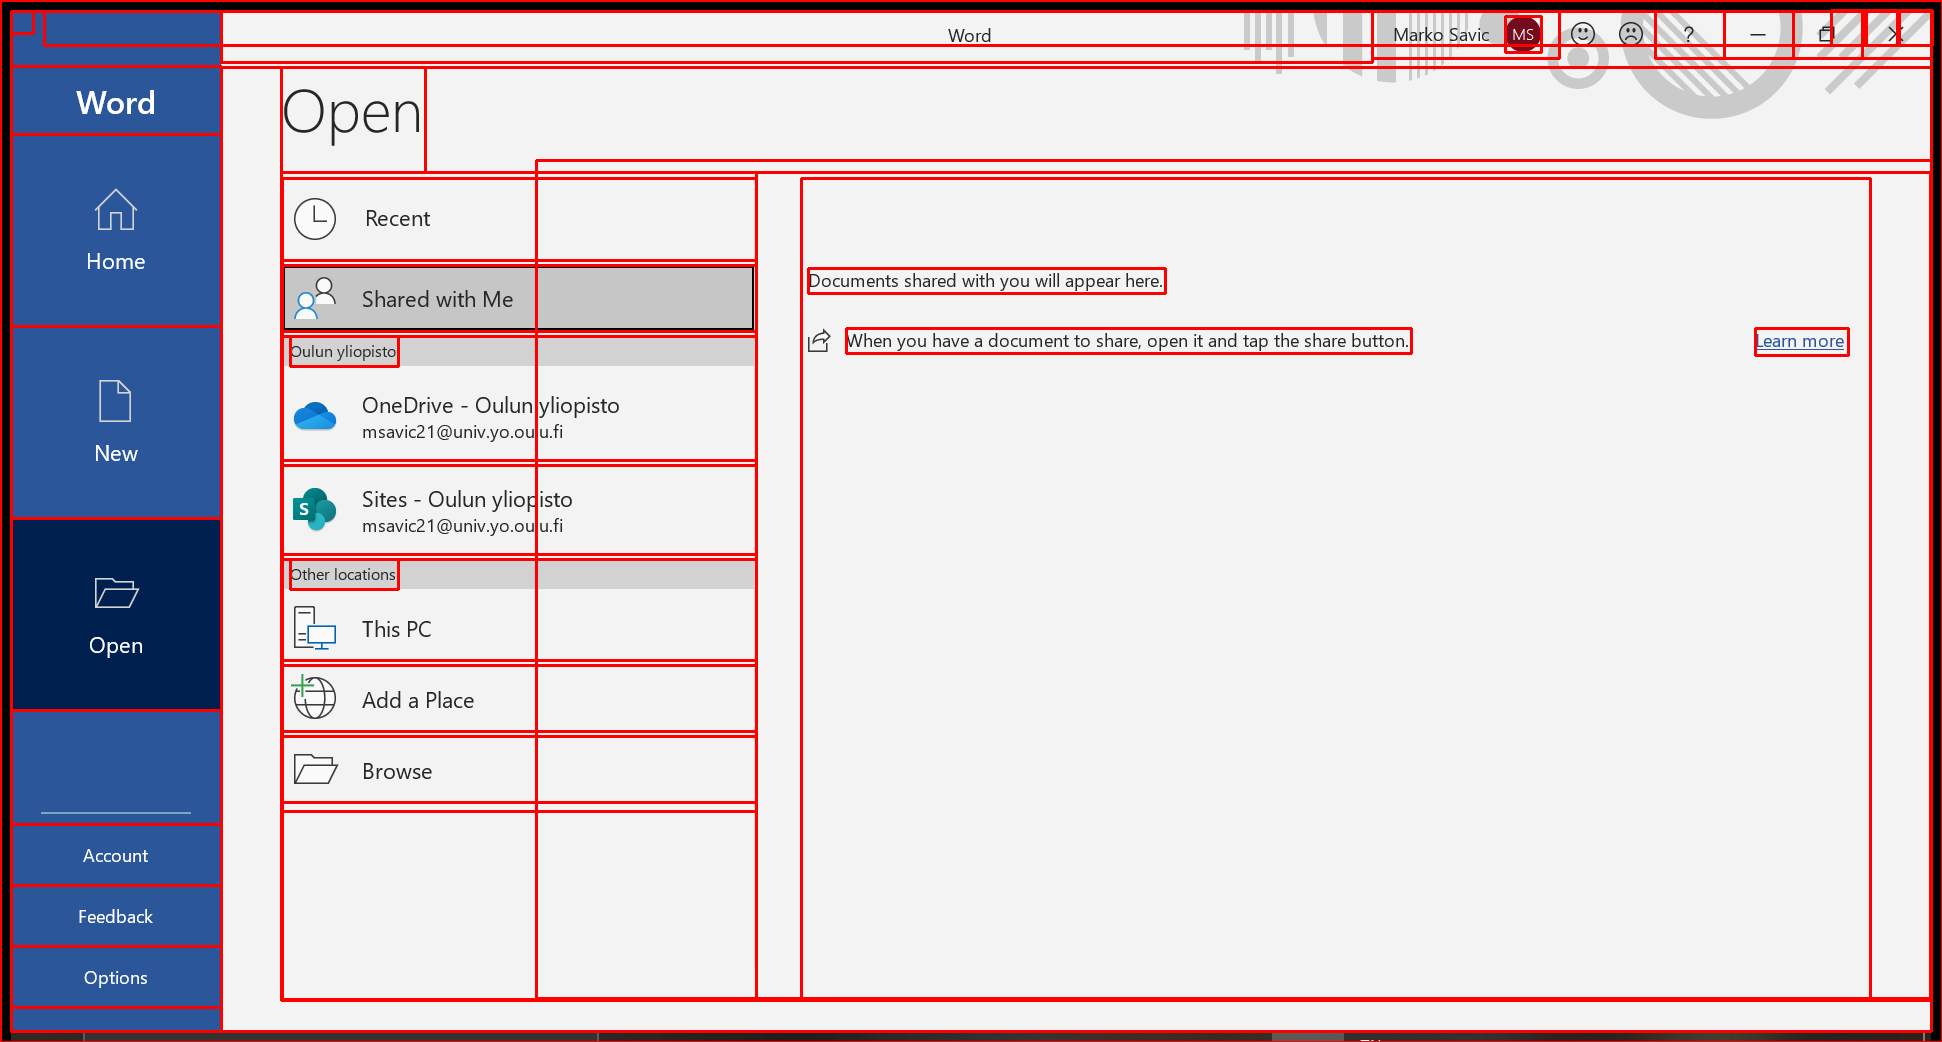 Word
Marko Savic
MS
?
Word
Open
Home
New
Open
Account
Feedback
Options
Recent
Shared with Me
Oulun yliopisto
OneDrive - Oulun yliopisto
msavic21@univ.yo.oulu.fi
Sites - Oulun yliopisto
S
msavic21@univ.yo.oulu.fi
Other locations
This PC
Add a Place
Browse
Documents shared with you will appear here.
When you have a document to share, open it and tap the share button.
Learn more